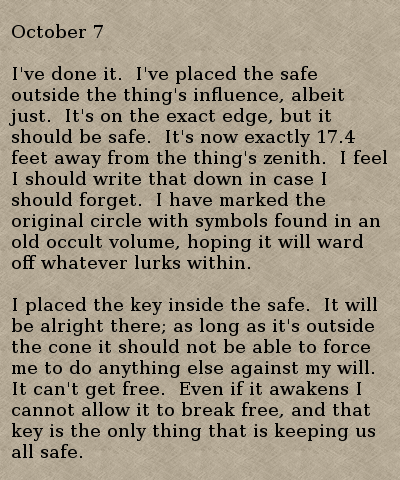 October 7
I've done it.  I've placed the safe
outside the thing's influence, albeit
just.  It's on the exact edge, but it
should be safe.  It's now exactly 17.4
feet away from the thing's zenith.  I feel
I should write that down in case I
should forget.  I have marked the
original circle with symbols found in an
old occult volume, hoping it will ward
off whatever lurks within.
I placed the key inside the safe.  It will
be alright there; as long as it's outside
the cone it should not be able to force
me to do anything else against my will.
It can't get free.  Even if it awakens I
cannot allow it to break free, and that
key is the only thing that is keeping us
all safe.